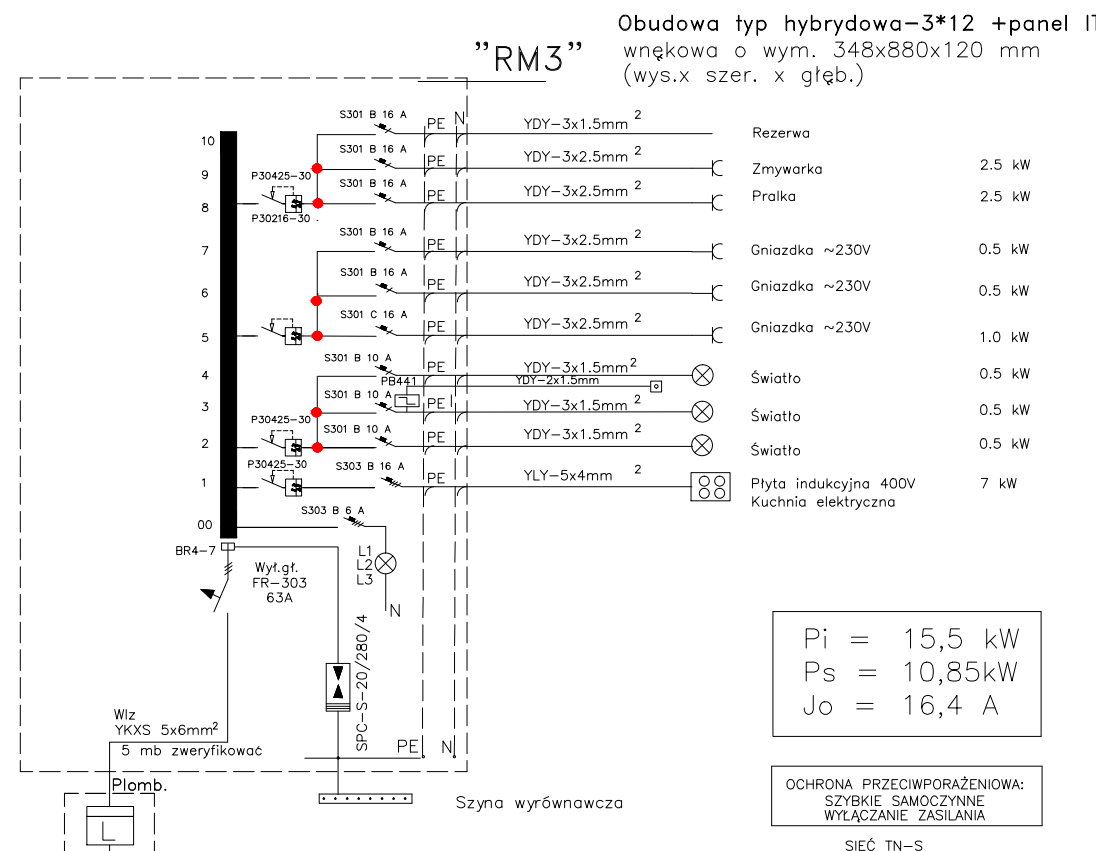 Obudowa typ hybrydowa-3*12 +panel IT
"RM3"
wnękowa o wym. 348x880x120 mm
(wys.x szer. x głęb.)
S301 B 16 A
PE
N
YDY-3x1.5mm 2
Rezerwa
10
S301 B 16 A
PE
YDY-3x2.5mm 2
Zmywarka
2.5 kW
9
P30425-30
S301 B 16 A
PE
YDY-3x2.5mm 2
Pralka
2.5 kW
8
P30216-30
S301 B 16 A
PE
YDY-3x2.5mm 2
Gniazdka ~230V
0.5 kW
7
S301 B 16 A
PE
YDY-3x2.5mm 2
Gniazdka ~230V
0.5 kW
6
S301 C 16 A
PE
YDY-3x2.5mm 2
Gniazdka ~230V
1.0 kW
5
S301 B 10 A
PE
YDY-3x1.5mm2
Światto
0.5 kW
4
PB441
YDY-2x1.5mm
S301 B 10 A
PE
YDY-3x1.5mm 2
Światto
0.5 kW
3
P30425-30
S301 B 10 A
PE
YDY-3x1.5mm 2
Światto
0.5 kW
2
P30425-30
S303 B 16 A
PE
YLY-5x4mm 2
Płyta indukcyjna 400V
7 kW
Kuchnia elektryczna
1
S303 B 6 A
00
BR4-7
L1
L2
L3
N
Wył.gł.
FR-303
63A
SPC-S-20/280/4
Pi = 15,5 kW
Ps = 10,85kW
Jo = 16,4 A
Wlz
YKXS 5x6mm2
5 mb zweryfikować
PE
N
Plomb.
L
Szyna wyrównawcza
OCHRONA PRZECIWPORAŻENIOWA:
SZYBKIE SAMOCZYNNE
WYŁĄCZANIE ZASILANIA
SIEĆ TN-S